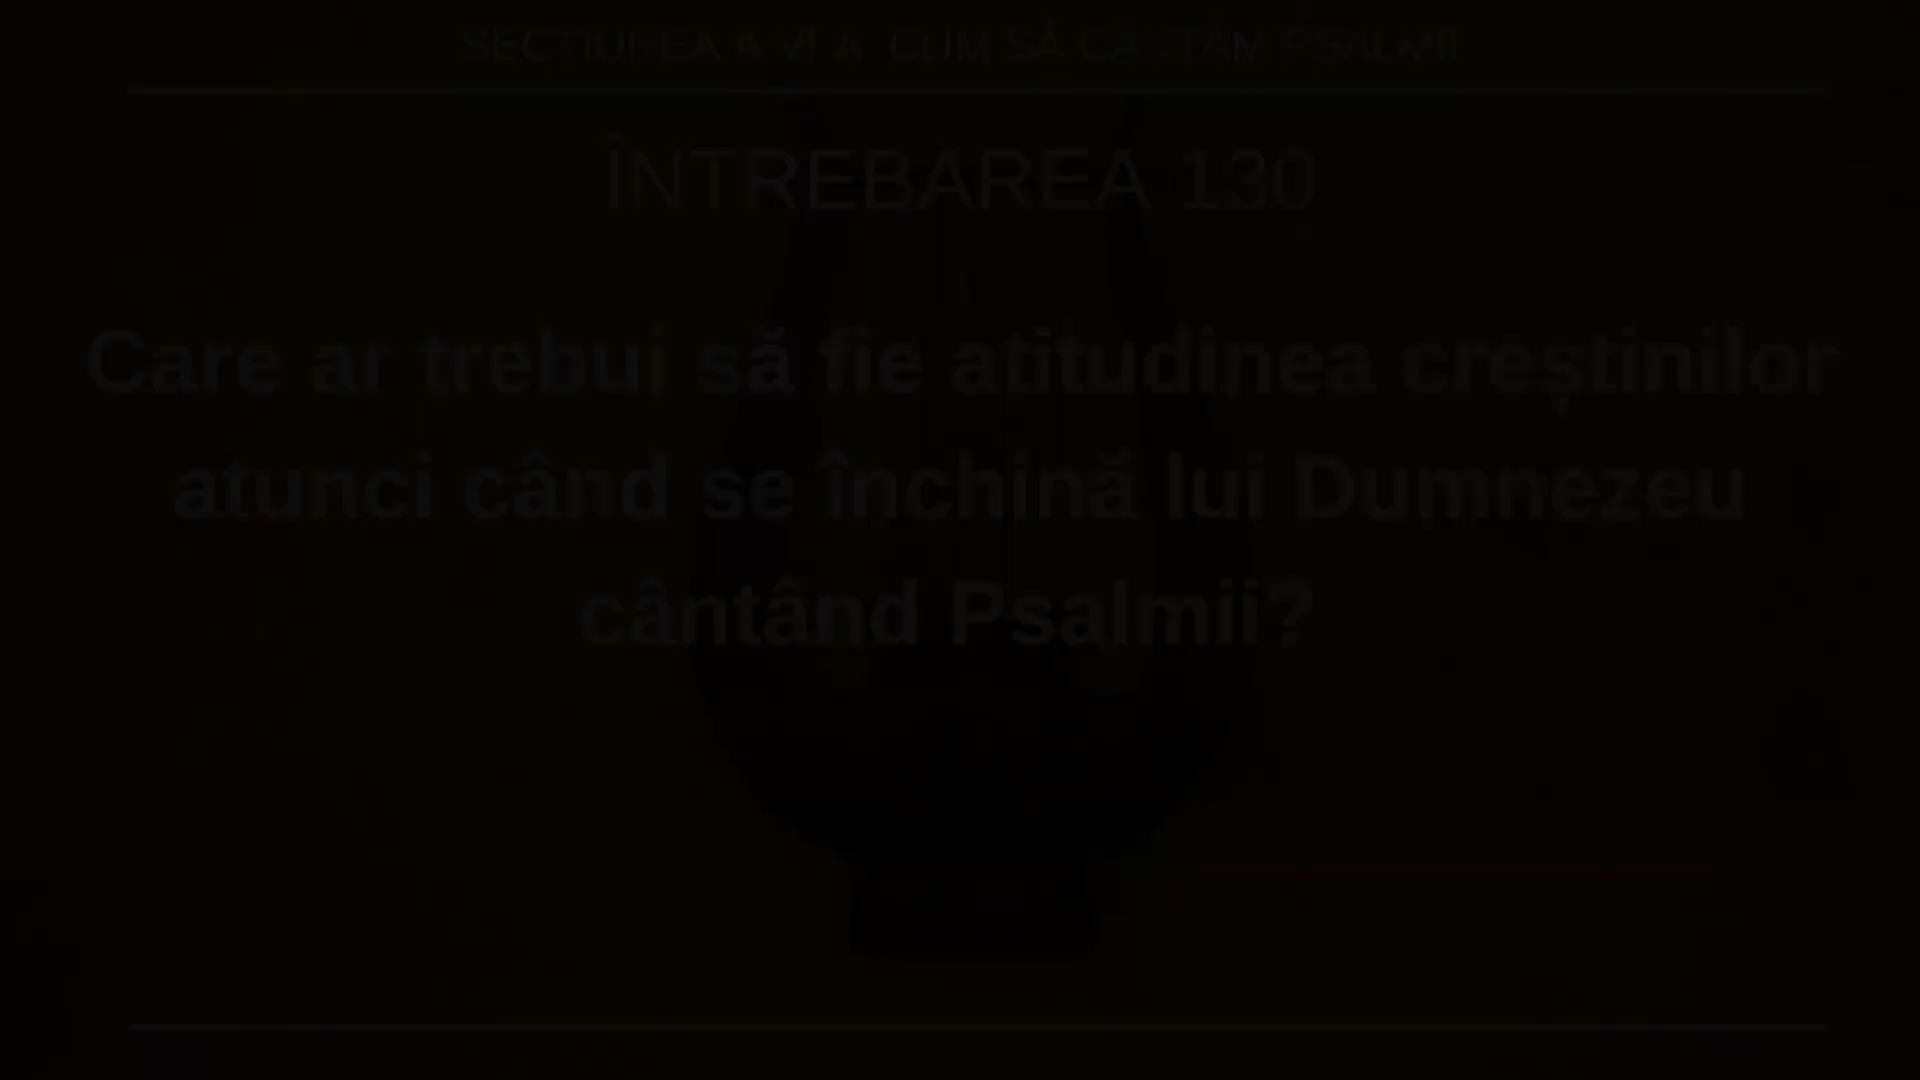 SECȚIUNEA A VI-A CUM SĂ CÂNTĂM PSALMII
ÎNTREBAREA 130
Care ar trebui să fie atitudinea creștinilor
atunci când se închină lui Dumnezeu
cântând Psalmii?